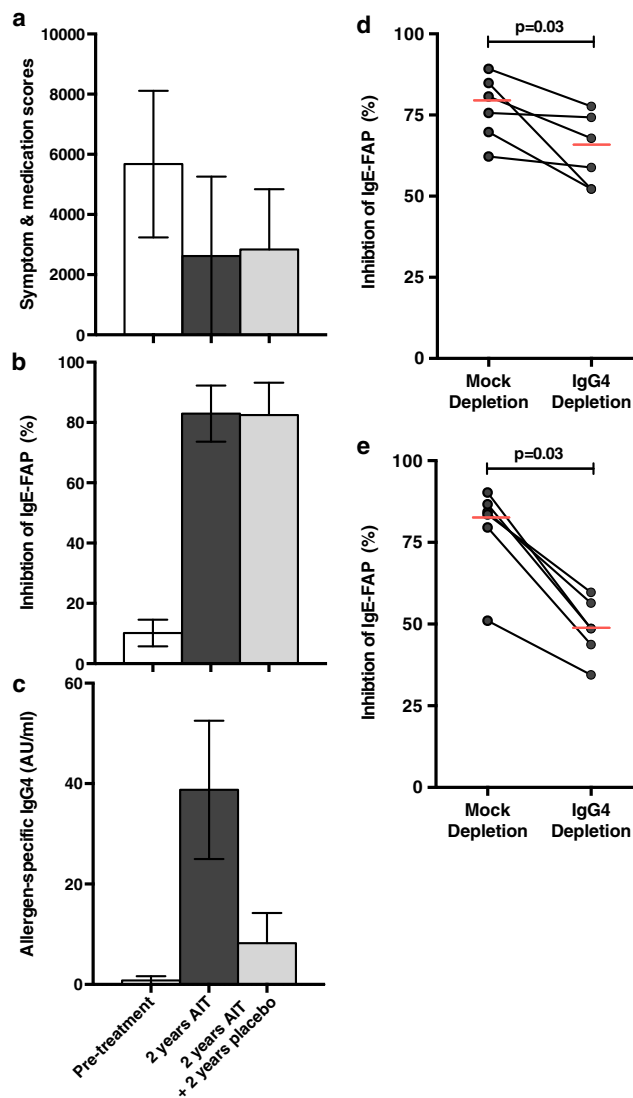 a
10000
8000
6000
4000
2000
0
Symptom & medication scores
b
100
80
60
40
20
0
Inhibtion of IgE-FAP (%)
c
60
40
20
0
Allergen-specific IgG4 (AU/ml)
Pre-treatment
2 years AIT
2 years AIT
+ 2 years placebo
d
p=0.03
100
75
50
25
0
Inhibtion of IgE-FAP (%)
Mock
Depletion
IgG4
Depletion
e
p=0.03
100
75
50
25
0
Inhibtion of IgE-FAP (%)
Mock
Depletion
IgG4
Depletion